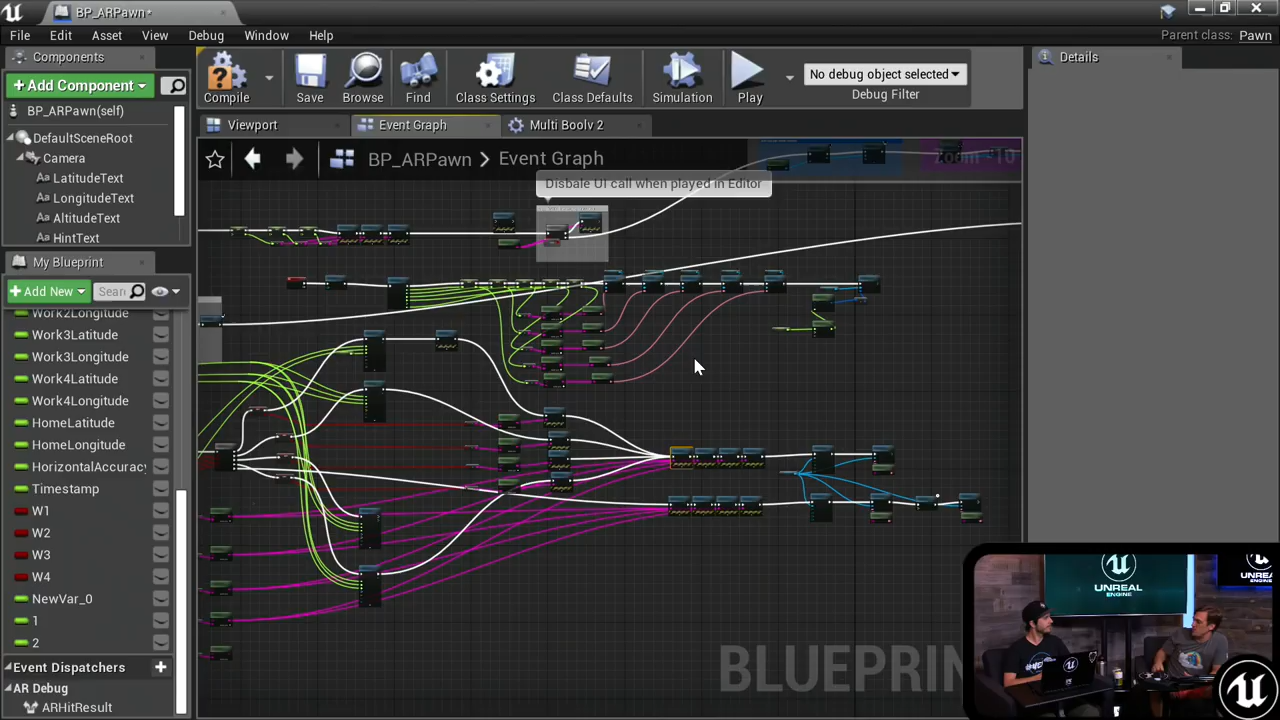 BP_ARPawn*
File Edit Asset View Debug Window Help
Parent class: Pawn
Components
Add Component
BP_ARPawn(self)
DefaultSceneRoot
Camera
LatitudeText
LongitudeText
AltitudeText
HintText
My Blueprint
Add New
Sear
Work2Longitude
Work3Latitude
Work3Longitude
Work4Latitude
Work4Longitude
HomeLatitude
HomeLongitude
HorizontalAccuracy
Timestamp
W1
W2
W3
W4
NewVar_0
1
2
Event Dispatchers
AR Debug
ARHitResult
Compile
Save
Browse
Find
Class Settings
Class Defaults
Simulation
Play
No debug object selected
Debug Filter
Viewport
Event Graph
Multi Boolv 2
BP_ARPawn > Event Graph
Zoom -10
Disbale UI call when played in Editor
BLUEPRIN
Details
UNREAL
ENGINE
UNREAL